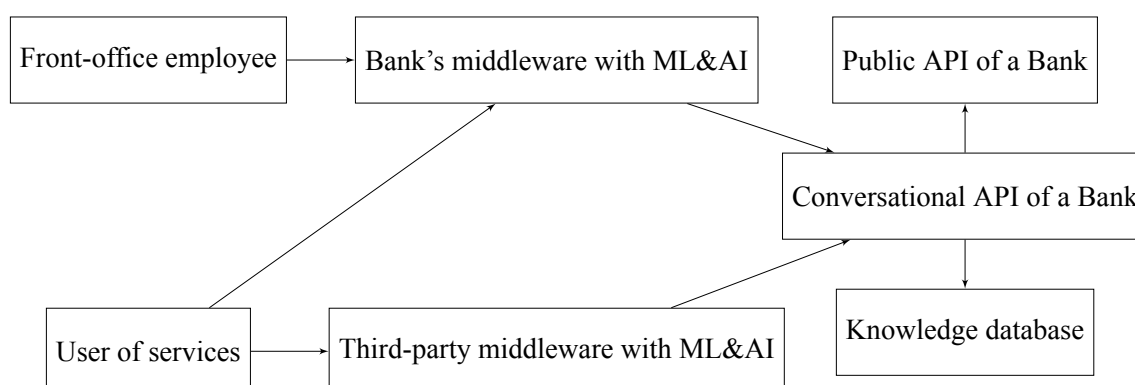 Front-office employee
Bank’s middleware with ML&AI
Public API of a Bank
Conversational API of a Bank
User of services
Third-party middleware with ML&AI
Knowledge database